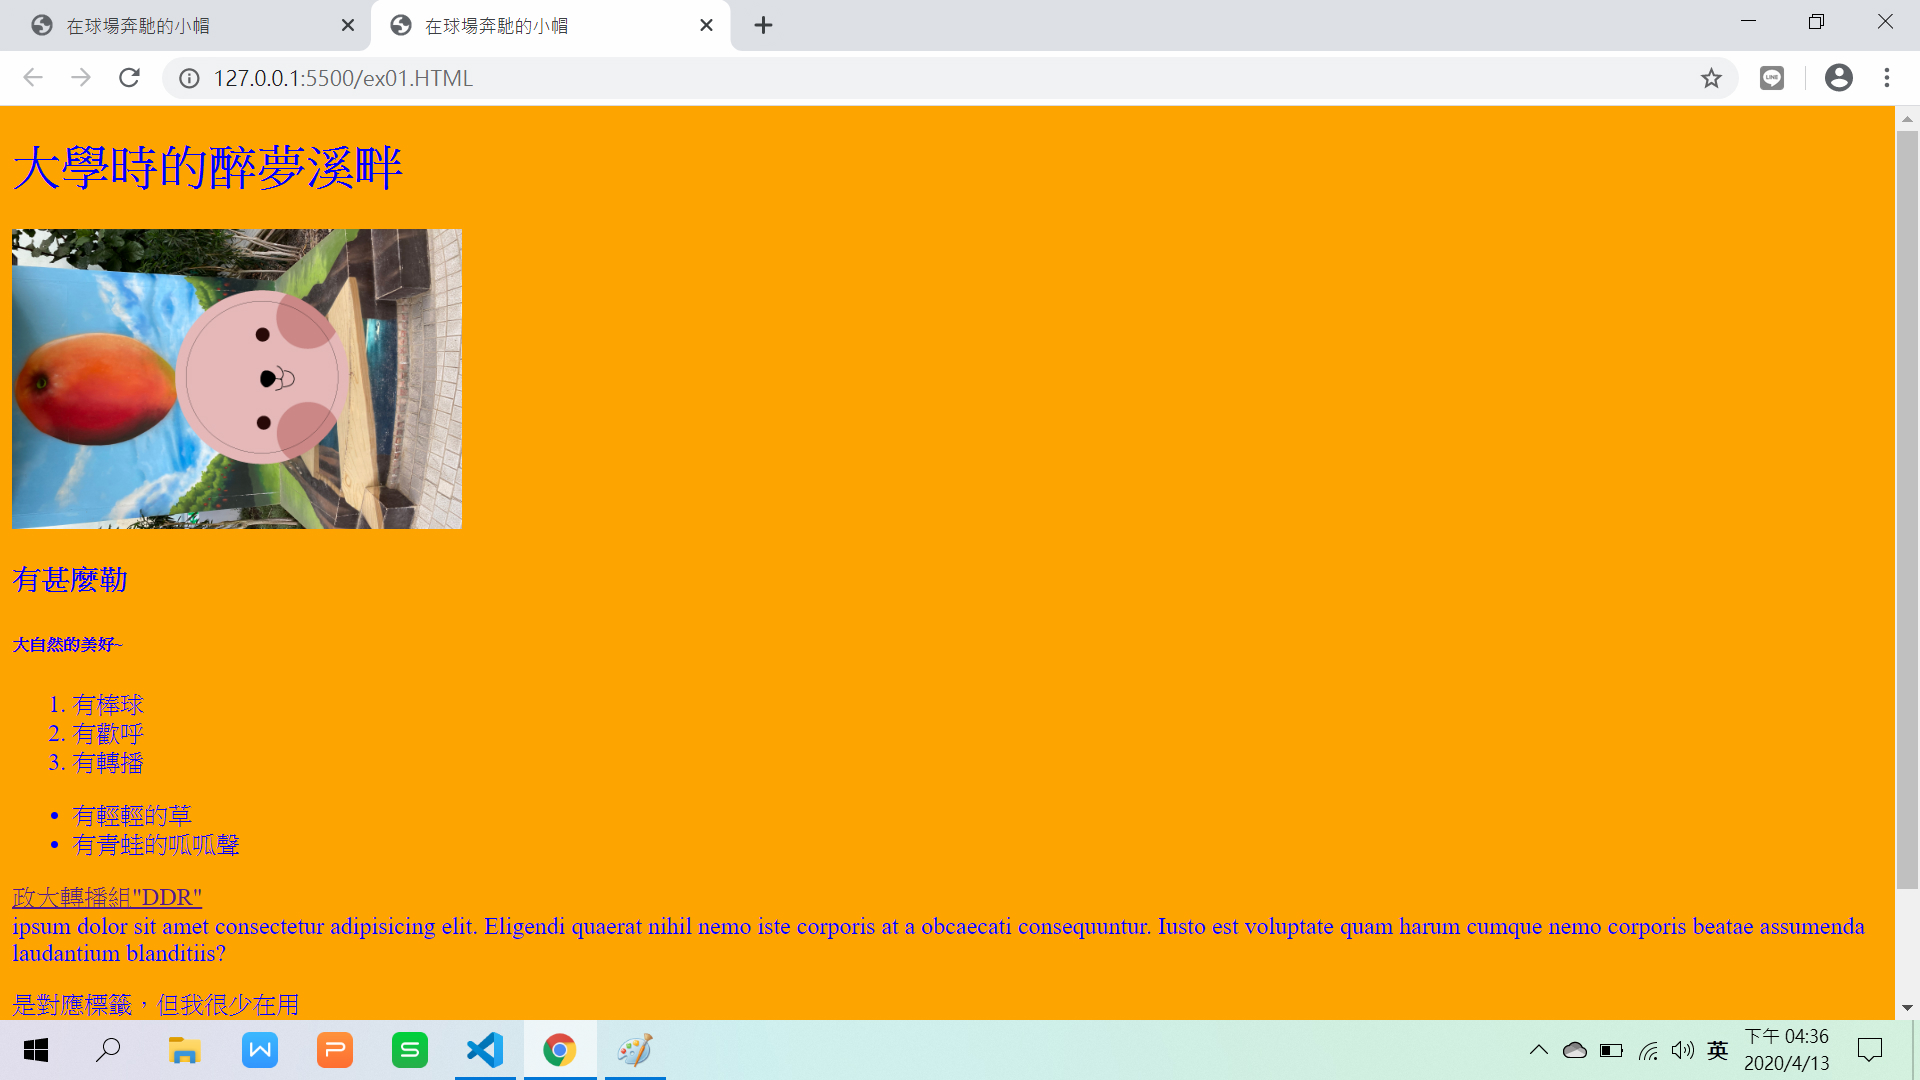 在球場奔馳的小帽
在球場奔馳的小帽
127.0.0.1:5500/ex01.HTML
LINE
大學時的醉夢溪畔
有甚麼勒
大自然的美好~
1. 有棒球
2. 有歡呼
3. 有轉播
• 有輕輕的草
• 有青蛙的呱呱聲
政大轉播組"DDR"
ipsum dolor sit amet consectetur adipisicing elit. Eligendi quaerat nihil nemo iste corporis at a obcaecati consequuntur. Iusto est voluptate quam harum cumque nemo corporis beatae assumenda
laudantium blanditiis?
是對應標籤，但我很少在用
英
下午 04:36
2020/4/13